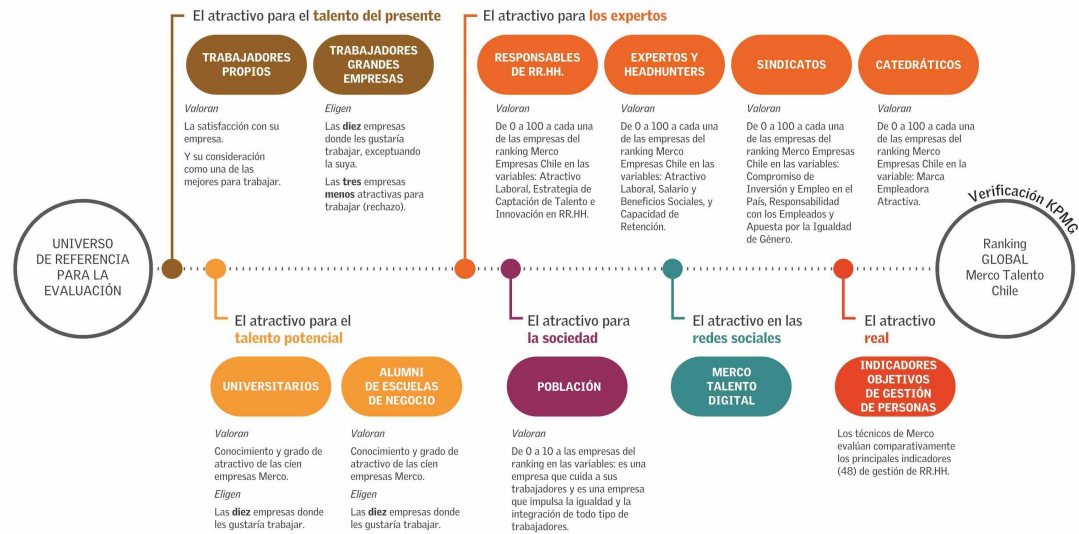 El atractivo para el talento del presente
TRABAJADORES
PROPIOS
Valoran
La satisfacción con su
empresa.
Y su consideración
como una de las
mejores para trabajar.
TRABAJADORES
GRANDES
EMPRESAS
Eligen
Las diez empresas
donde les gustaría
trabajar, exceptuando
la suya.
Las tres empresas
menos atractivas para
trabajar (rechazo).
El atractivo para los expertos
RESPONSABLES
DE RR.HH.
Valoran
De 0 a 100 a cada una
de las empresas del
ranking Merco
Empresas Chile en las
variables: Atractivo
Laboral, Estrategia de
Captación de Talento e
Innovación en RR.HH.
EXPERTOS Y
HEADHUNTERS
Valoran
De 0 a 100 a cada una
de las empresas del
ranking Merco
Empresas Chile en las
variables: Atractivo
Laboral, Salario y
Beneficios Sociales, y
Capacidad de
Retención.
SINDICATOS
Valoran
De 0 a 100 a cada una
de las empresas del
ranking Merco Empresas
Chile en las variables:
Compromiso de
Inversión y Empleo en el
País, Responsabilidad
con los Empleados y
Apuesta por la Igualdad
de Género.
CATEDRÁTICOS
Valoran
De 0 a 100 a cada una
de las empresas del
ranking Merco
Empresas Chile en la
variable: Marca
Empleadora
Atractiva.
UNIVERSO
DE REFERENCIA
PARA LA
EVALUACIÓN
Verificación KPMG
Ranking
GLOBAL
Merco Talento
Chile
El atractivo para el
talento potencial
UNIVERSITARIOS
Valoran
Conocimiento y grado de
atractivo de las cien
empresas Merco.
Eligen
Las diez empresas donde
les gustaría trabajar.
ALUMNI
DE ESCUELAS
DE NEGOCIO
Valoran
Conocimiento y grado de
atractivo de las cien
empresas Merco.
Eligen
Las diez empresas donde
les gustaría trabajar.
El atractivo para
la sociedad
POBLACIÓN
Valoran
De 0 a 10 a las empresas del
ranking en las variables: es una
empresa que cuida a sus
trabajadores y es una empresa
que impulsa la igualdad y la
integración de todo tipo de
trabajadores.
El atractivo en las
redes sociales
MERCO
TALENTO
DIGITAL
El atractivo
real
INDICADORES
OBJETIVOS
DE GESTIÓN
DE PERSONAS
Los técnicos de Merco
evalúan comparativamente
los principales indicadores
(48) de gestión de RR.HH.